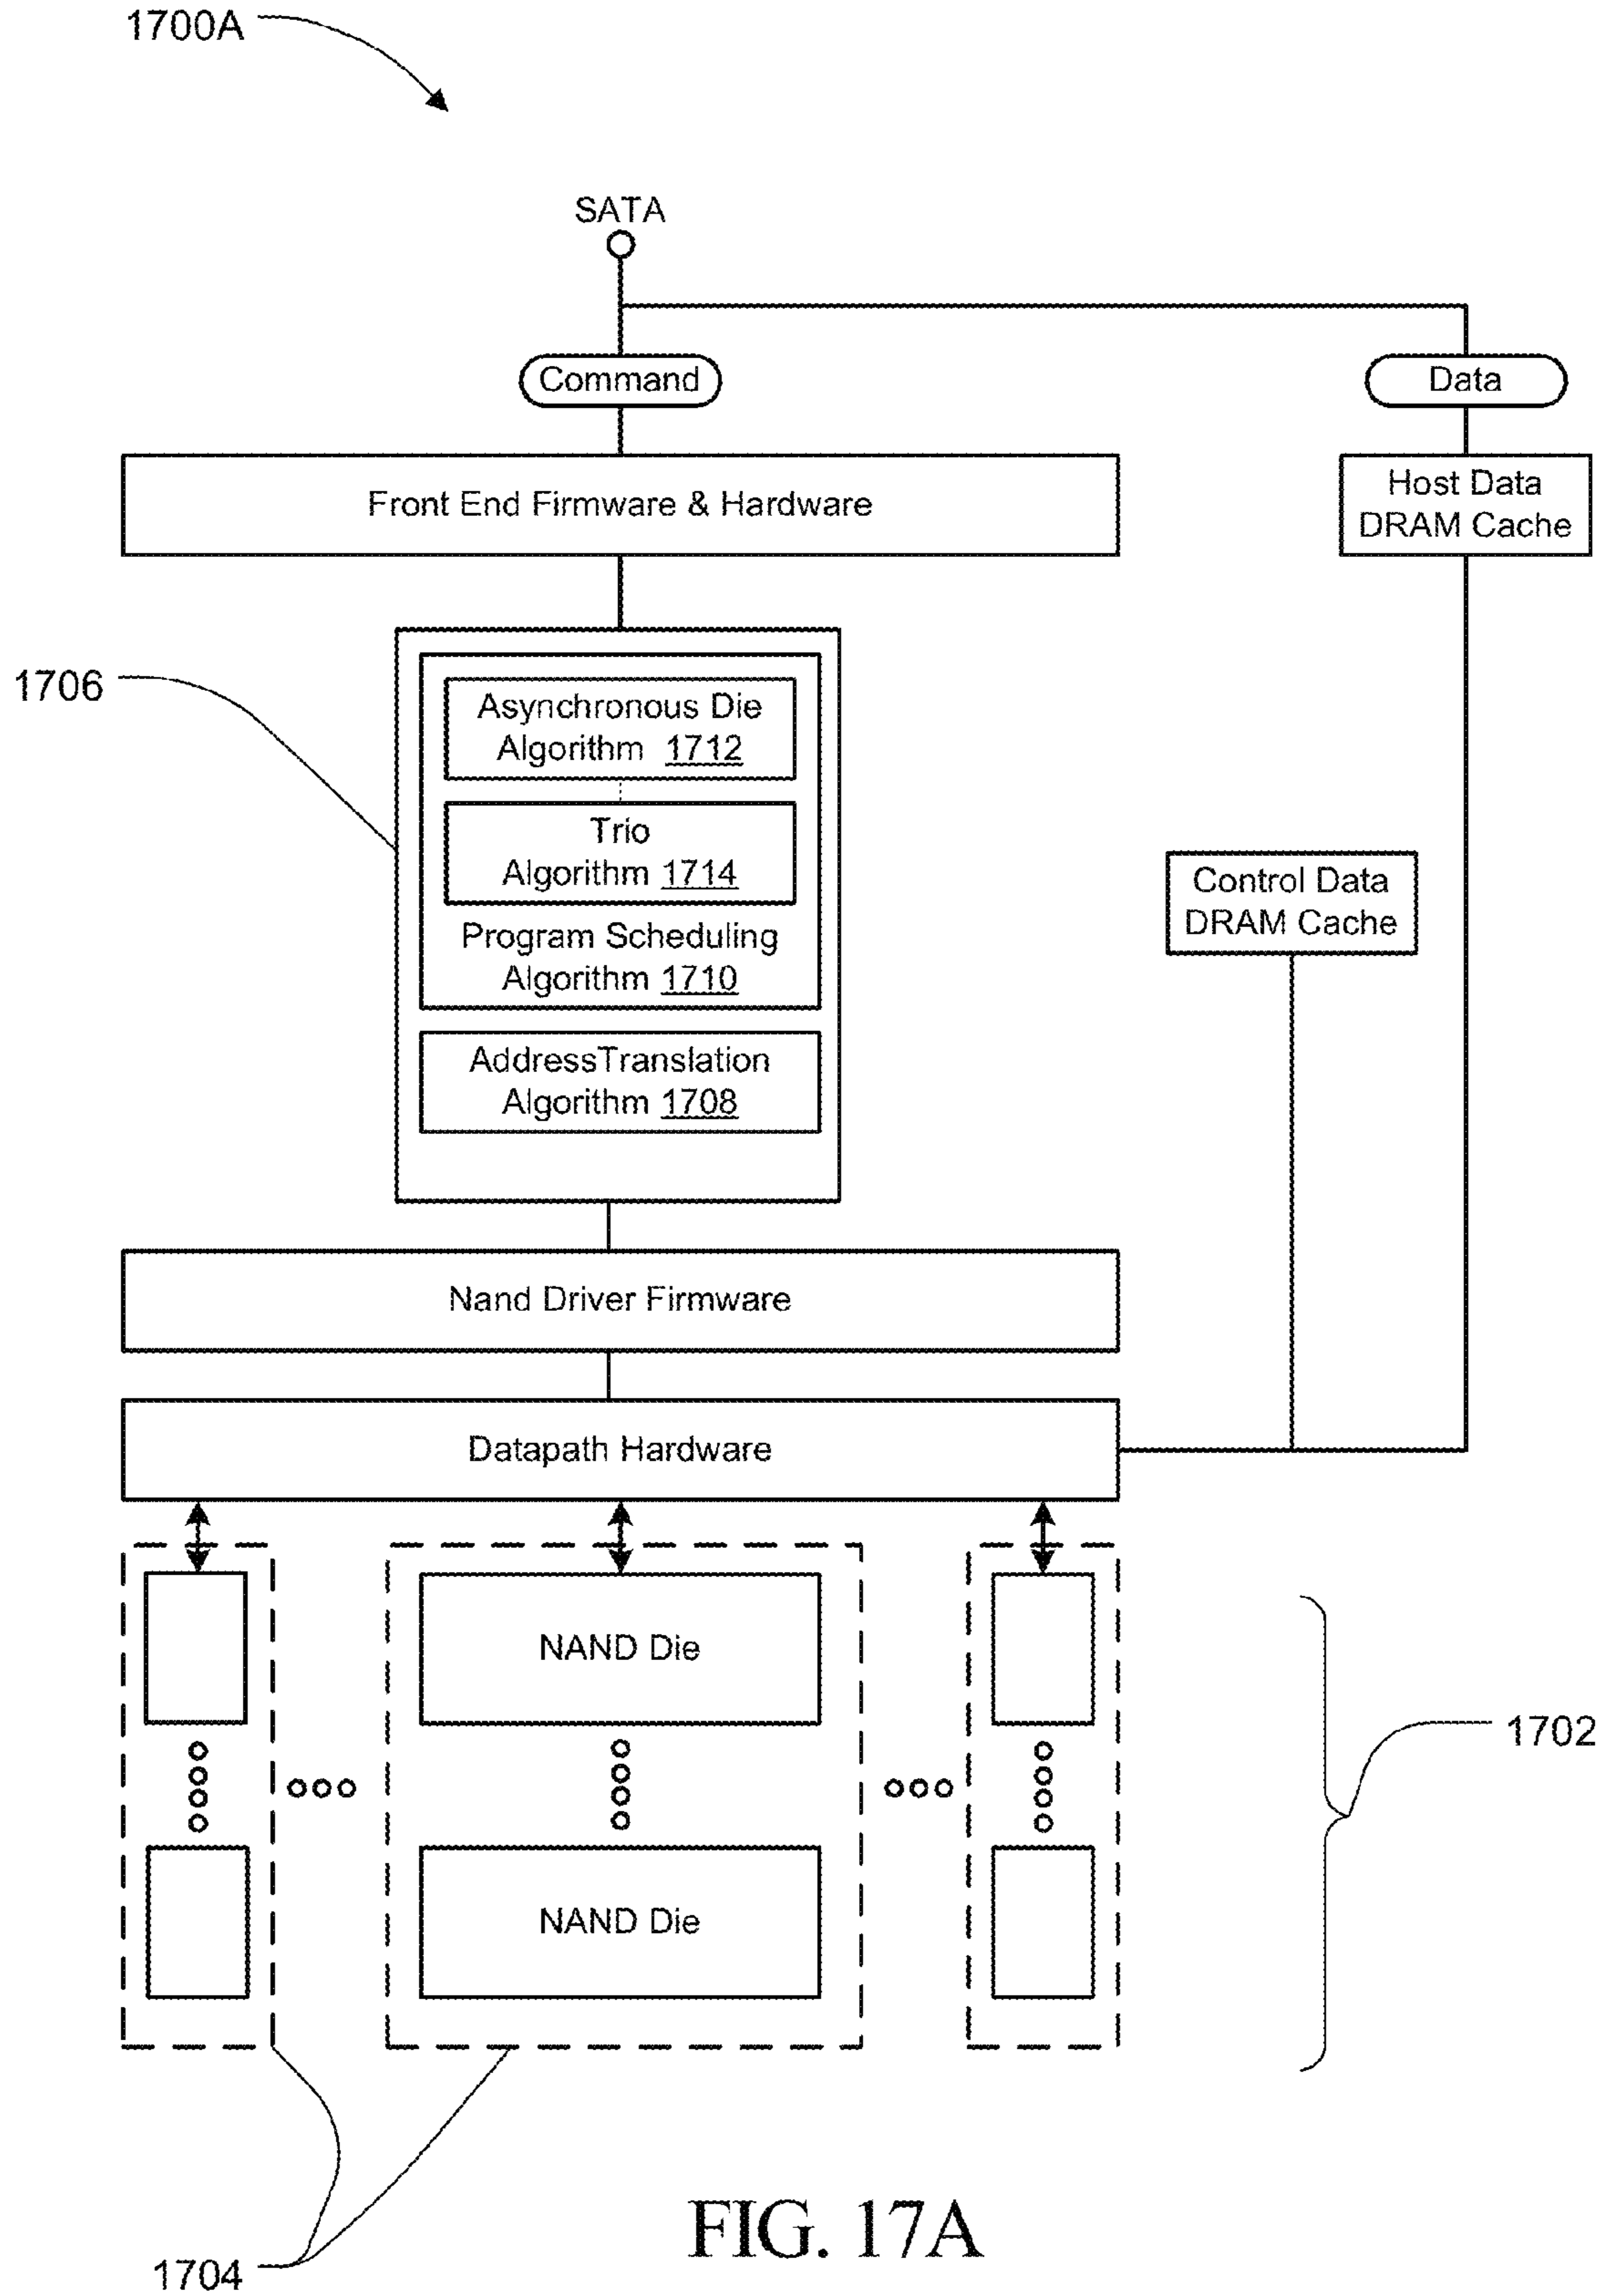 1700A
SATA
Command
Data
Front End Firmware & Hardware
Host Data
DRAM Cache
1706
Asynchronous Die
Algorithm 1712
Trio
Algorithm 1714
Program Scheduling
Algorithm 1710
AddressTranslation
Algorithm 1708
Control Data
DRAM Cache
Nand Driver Firmware
Datapath Hardware
NAND Die
1702
NAND Die
1704
FIG. 17A